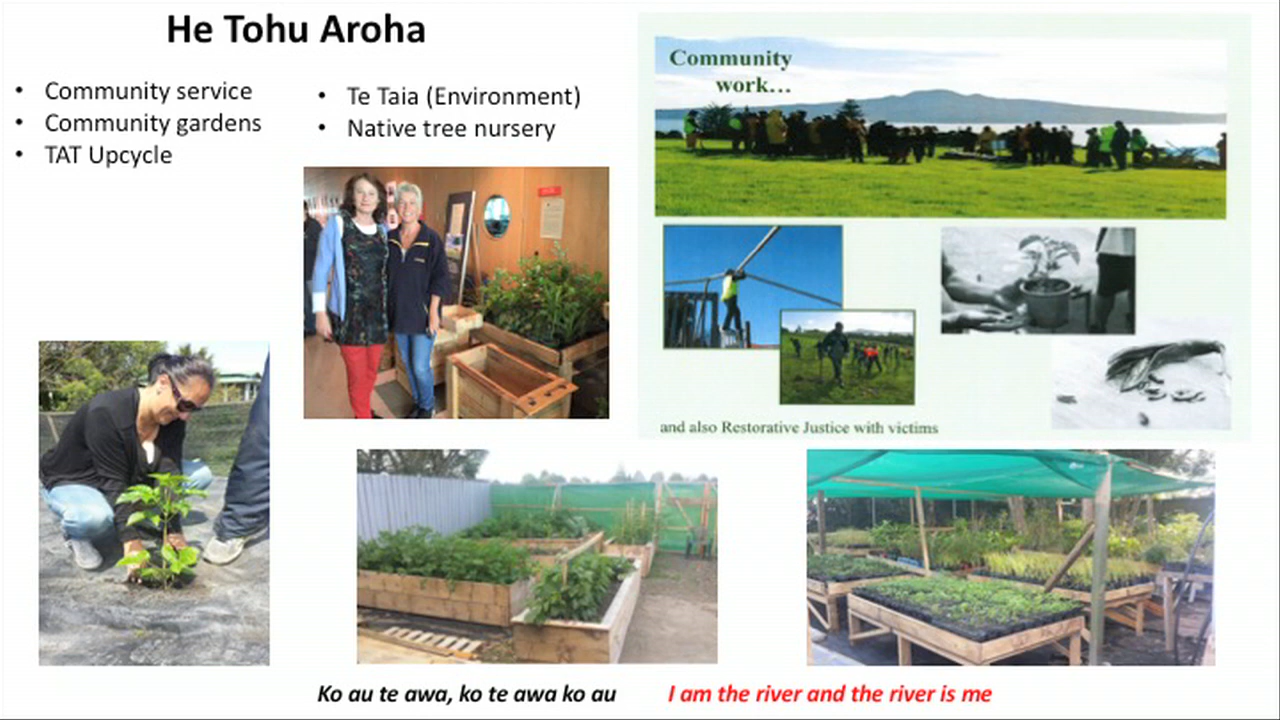 He Tohu Aroha
• Community service
• Community gardens
• TAT Upcycle
• Te Taia (Environment)
• Native tree nursery
Community
work...
and also Restorative Justice with victims
Ko au te awa, ko te awa ko au
I am the river and the river is me